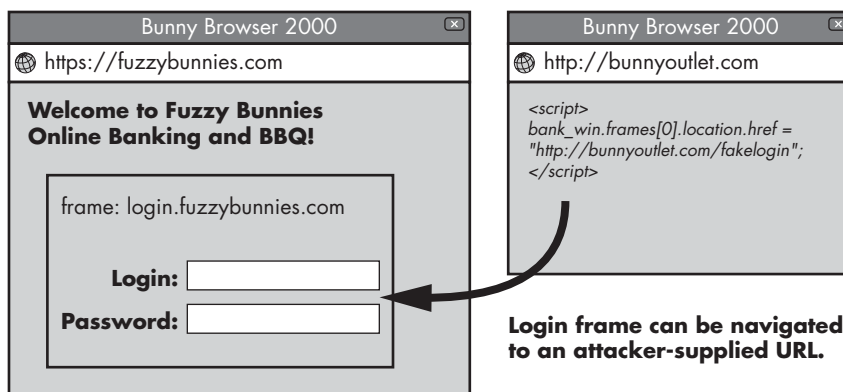 Bunny Browser 2000
https://fuzzybunnies.com
Welcome to Fuzzy Bunnies
Online Banking and BBQ!
frame: login.fuzzybunnies.com
Login:
Password:
Bunny Browser 2000
http://bunnyoutlet.com
<script>
bank_win.frames[0].location.href =
"http://bunnyoutlet.com/fakelogin";
</script>
Login frame can be navigated
to an attacker-supplied URL.